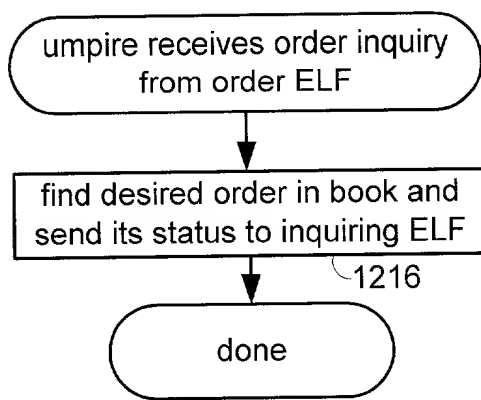 umpire receives order inquiry
from order ELF
find desired order in book and
send its status to inquiring ELF
1216
done